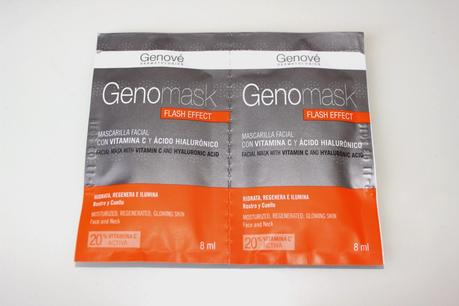 Genové
DERMATOLOGICS
Genomask
FLASH EFFECT
MASCARILLA FACIAL
CON VITAMINA C Y ÁCIDO HIALURÓNICO
FACIAL MASK WITH VITAMIN C AND HYALURONIC ACID
HIDRATA, REGENERA E ILUMINA
Rostro y Cuello
MOISTURIZED, REGENERATED, GLOWING SKIN
Face and Neck
20% VITAMINA C
ACTIVA
8 ml
Genové
DERMATOLOGICS
Genomask
FLASH EFFECT
MASCARILLA FACIAL
CON VITAMINA C Y ÁCIDO HIALURÓNICO
FACIAL MASK WITH VITAMIN C AND HYALURONIC ACID
HIDRATA, REGENERA E ILUMINA
Rostro y Cuello
MOISTURIZED, REGENERATED, GLOWING SKIN
Face and Neck
20% VITAMINA C
ACTIVA
8 ml